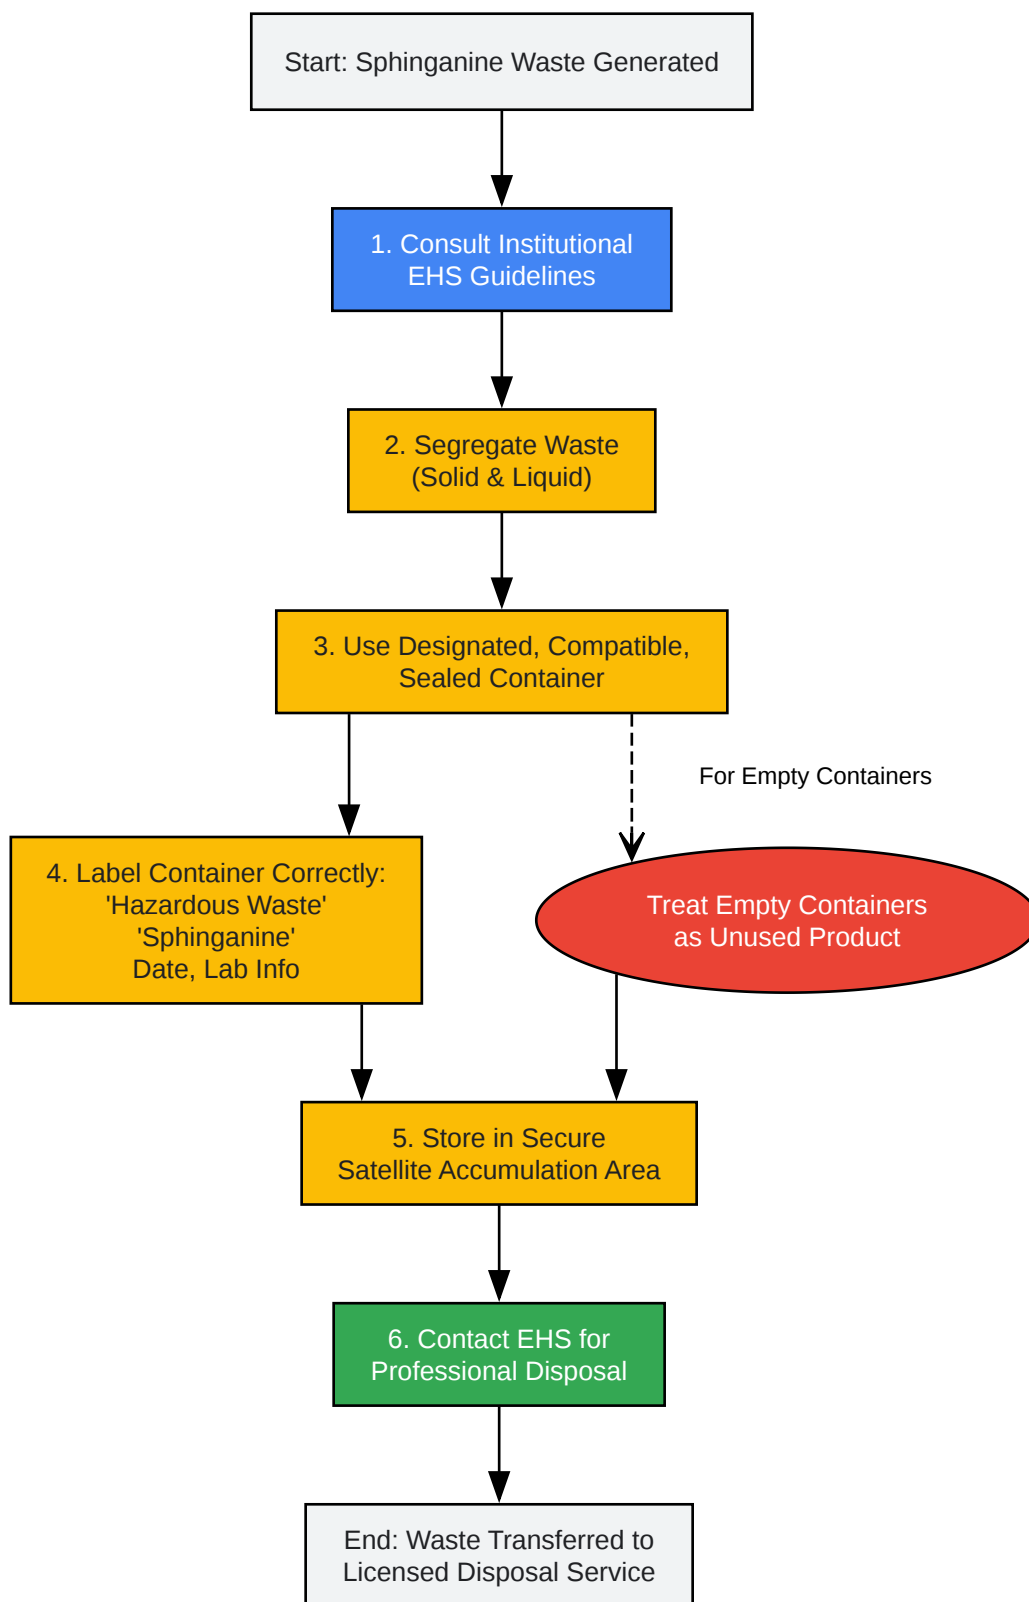 Start: Sphinganine Waste Generated
1. Consult Institutional
EHS Guidelines
2. Segregate Waste
(Solid & Liquid)
3. Use Designated, Compatible,
Sealed Container
For Empty Containers
4. Label Container Correctly:
'Hazardous Waste'
'Sphinganine'
Date, Lab Info
Treat Empty Containers
as Unused Product
5. Store in Secure
Satellite Accumulation Area
6. Contact EHS for
Professional Disposal
End: Waste Transferred to
Licensed Disposal Service